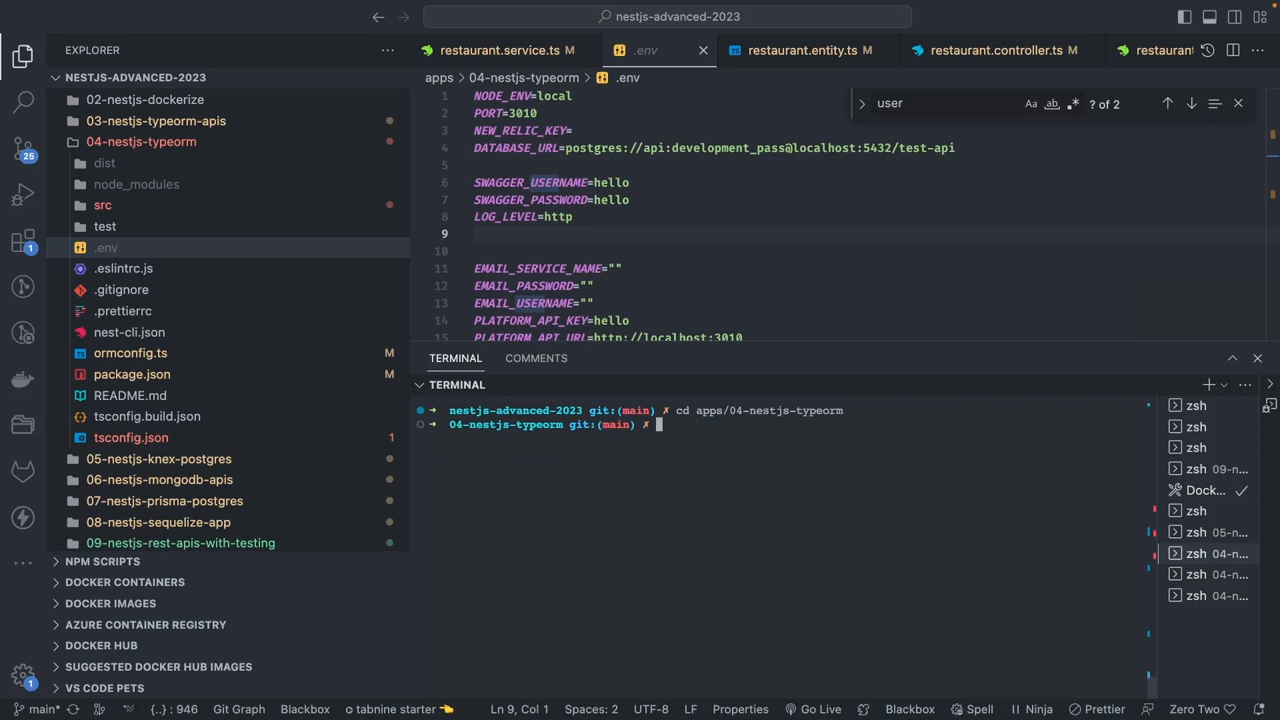 nestjs-advanced-2023
EXPLORER
restaurant.service.ts M
.env
restaurant.entity.ts M
restaurant.controller.ts M
restaurant
NESTJS-ADVANCED-2023
02-nestjs-dockerize
03-nestjs-typeorm-apis
04-nestjs-typeorm
dist
node_modules
src
test
.env
.eslintrc.js
.gitignore
.prettierrc
nest-cli.json
ormconfig.ts M
package.json M
README.md
tsconfig.build.json
tsconfig.json 1
05-nestjs-knex-postgres
06-nestjs-mongodb-apis
07-nestjs-prisma-postgres
08-nestjs-sequelize-app
09-nestjs-rest-apis-with-testing
NPM SCRIPTS
DOCKER CONTAINERS
DOCKER IMAGES
AZURE CONTAINER REGISTRY
DOCKER HUB
SUGGESTED DOCKER HUB IMAGES
VS CODE PETS
25
1
1
apps > 04-nestjs-typeorm > .env
user Aa ab .* ? of 2
1 NODE_ENV=local
2 PORT=3010
3 NEW_RELIC_KEY=
4 DATABASE_URL=postgres://api:development_pass@localhost:5432/test-api
5
6 SWAGGER_USERNAME=hello
7 SWAGGER_PASSWORD=hello
8 LOG_LEVEL=http
9
10
11 EMAIL_SERVICE_NAME=""
12 EMAIL_PASSWORD=""
13 EMAIL_USERNAME=""
14 PLATFORM_API_KEY=hello
15 PLATFORM_API_URL=http://localhost:3010
TERMINAL COMMENTS
TERMINAL
nestjs-advanced-2023 git:(main) ✗ cd apps/04-nestjs-typeorm
04-nestjs-typeorm git:(main) ✗
zsh
zsh
zsh
zsh 09-n...
Dock...
zsh
zsh 05-n...
zsh 04-n...
zsh 04-n...
zsh 04-n...
main* {..} : 946 Git Graph Blackbox tabnine starter Ln 9, Col 1 Spaces: 2 UTF-8 LF Properties Go Live Blackbox Spell Ninja Prettier Zero Two